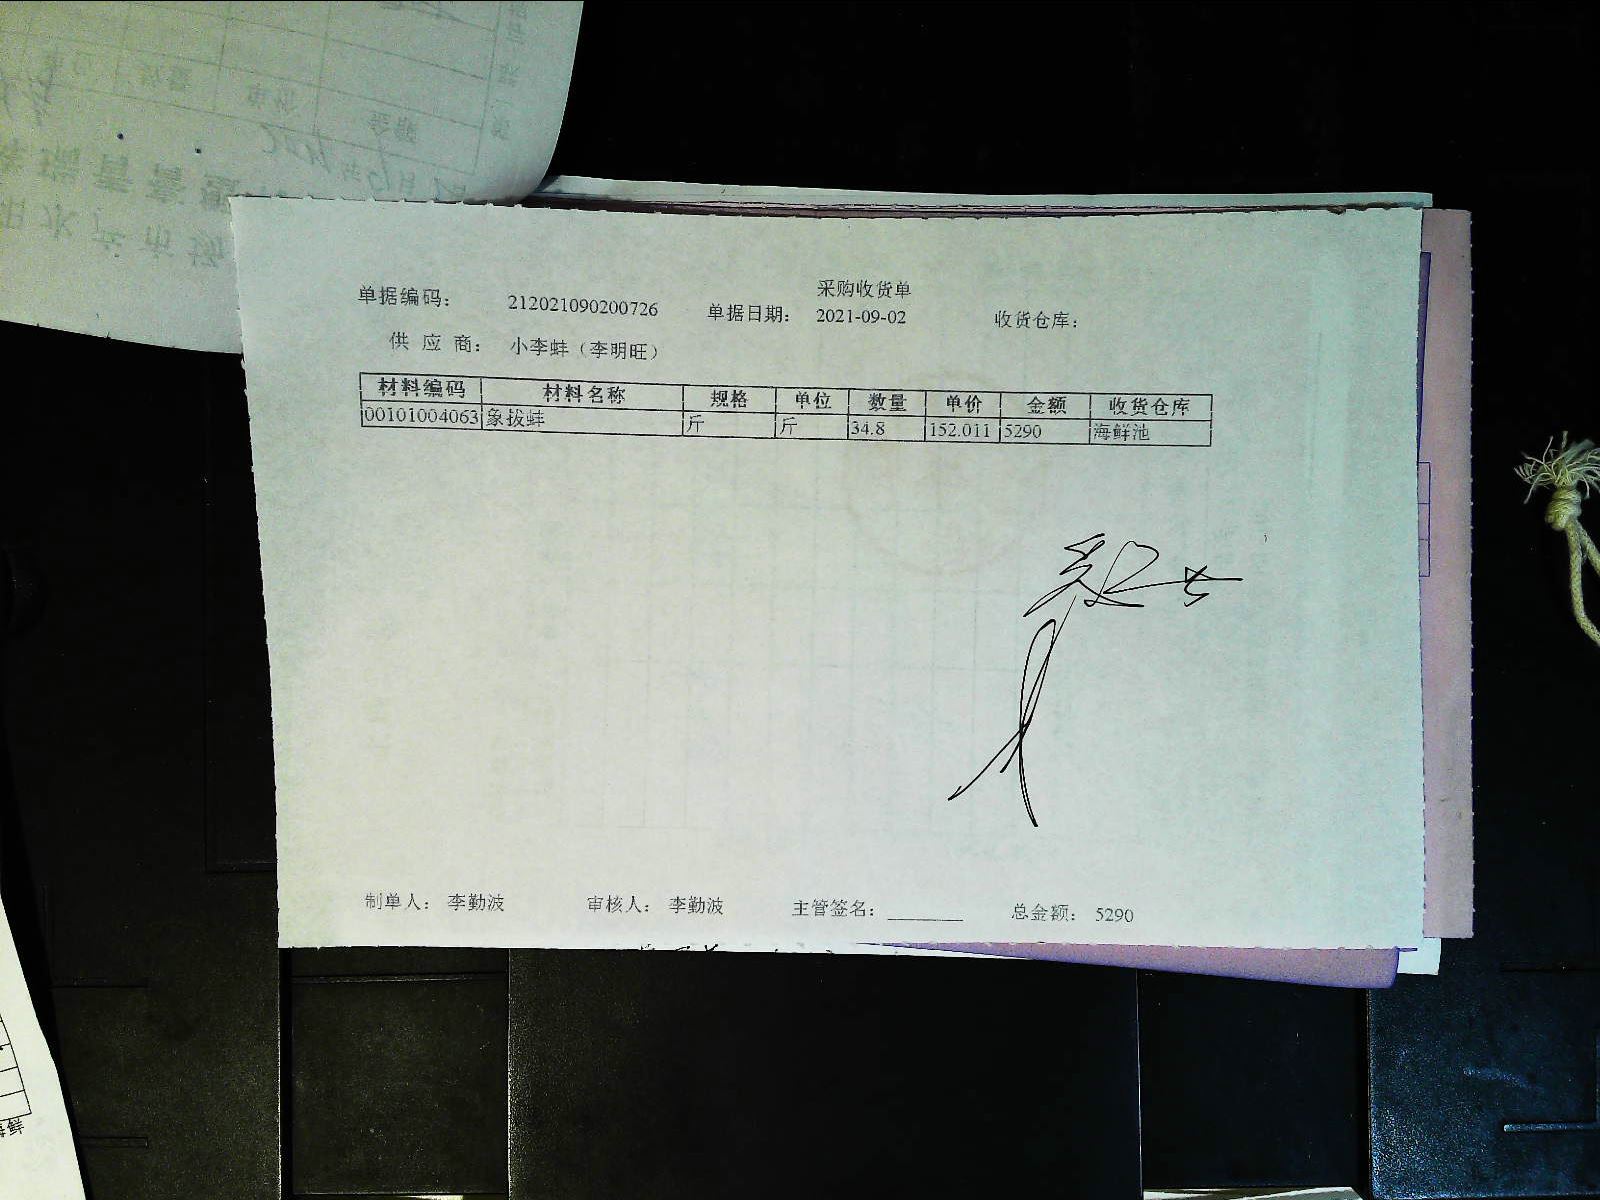 采购收货单
单据编码： 212021090200726 单据日期： 2021-09-02 收货仓库：
供 应 商： 小李蚌（李明旺）
材料编码 材料名称 规格 单位 数量 单价 金额 收货仓库
00101004063 象拔蚌 斤 斤 34.8 152.011 5290 海鲜池
制单人： 李勤波 审核人： 李勤波 主管签名：________ 总金额： 5290